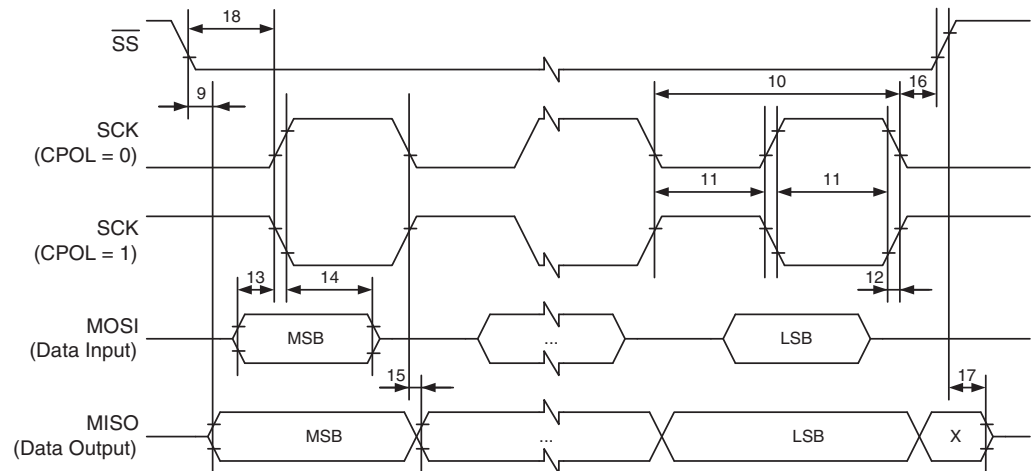 18
SS
10
9
16
SCK
(CPOL = 0)
11
11
SCK
(CPOL = 1)
13
14
12
MOSI
(Data Input)
MSB
...
LSB
15
17
MISO
(Data Output)
MSB
...
LSB
X